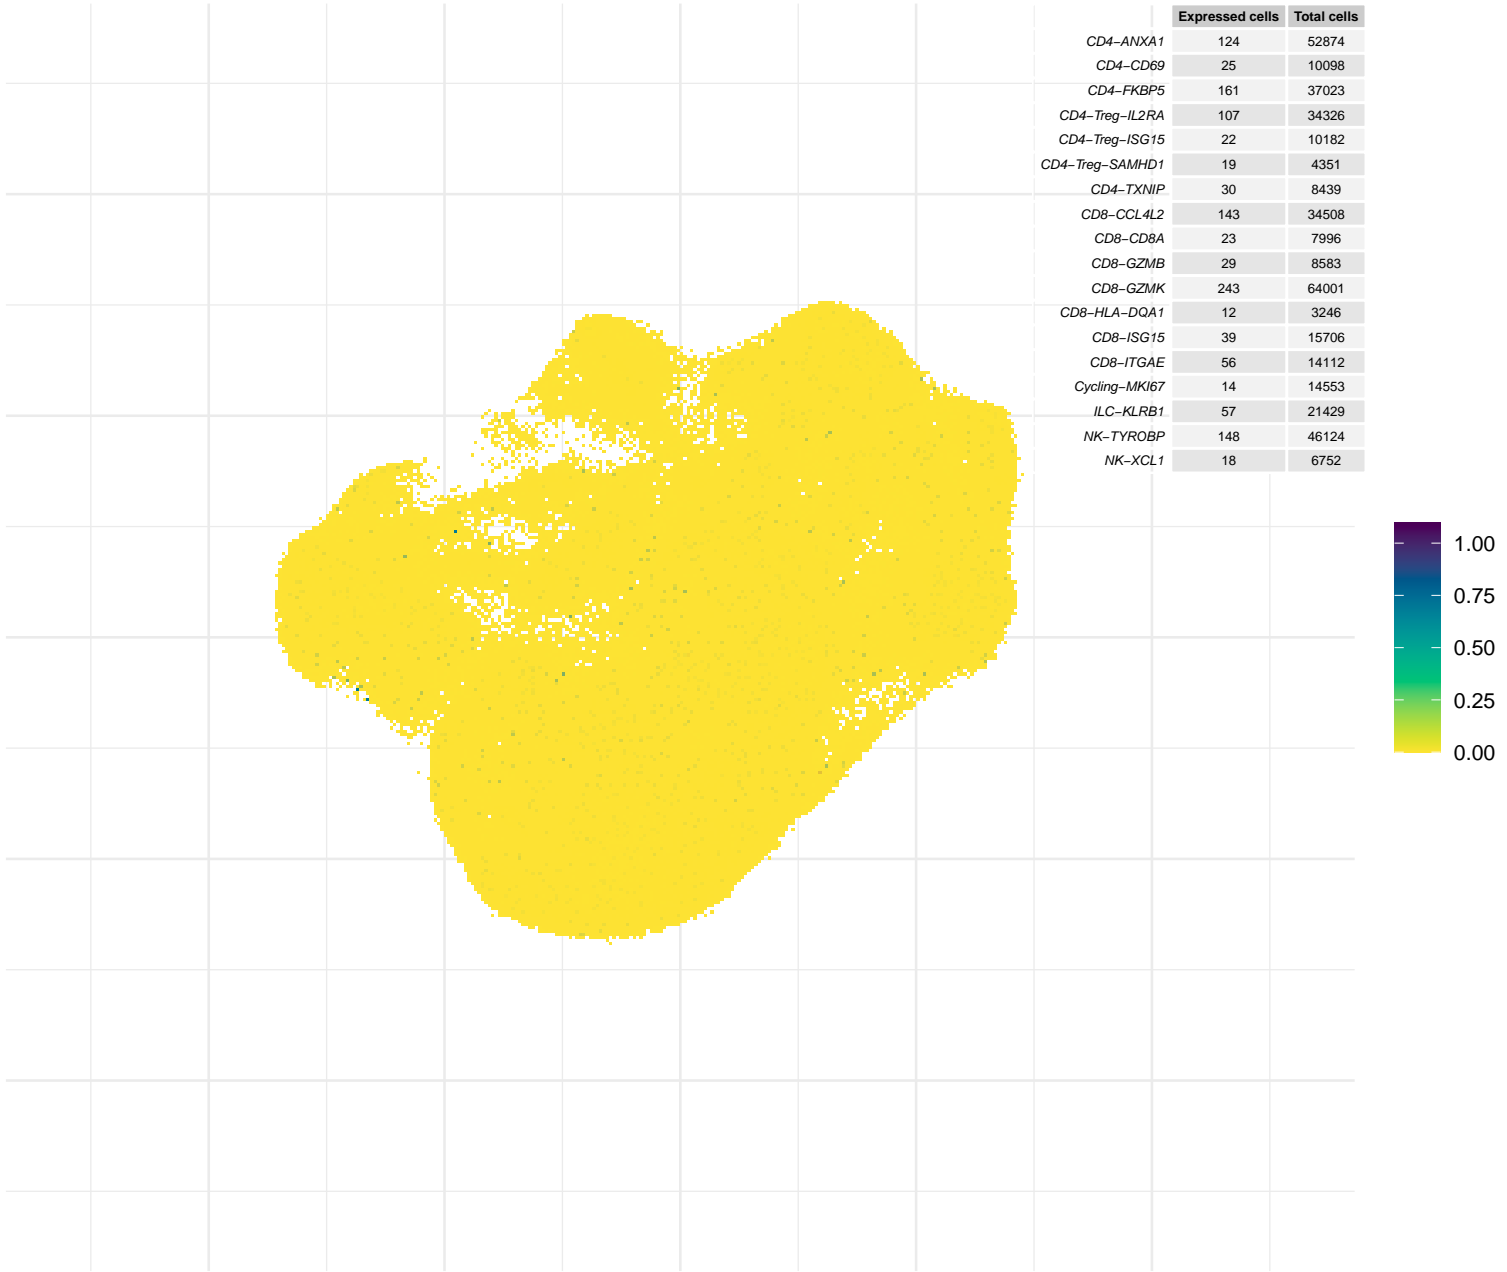 Expressed cells Total cells
CD4−ANXA1 124 52874
CD4−CD69 25 10098
CD4−FKBP5 161 37023
CD4−Treg−IL2RA 107 34326
CD4−Treg−ISG15 22 10182
CD4−Treg−SAMHD1 19 4351
CD4−TXNIP 30 8439
CD8−CCL4L2 143 34508
CD8−CD8A 23 7996
CD8−GZMB 29 8583
CD8−GZMK 243 64001
CD8−HLA−DQA1 12 3246
CD8−ISG15 39 15706
CD8−ITGAE 56 14112
Cycling−MKI67 14 14553
ILC−KLRB1 57 21429
NK−TYROBP 148 46124
NK−XCL1 18 6752
1.00
0.75
0.50
0.25
0.00